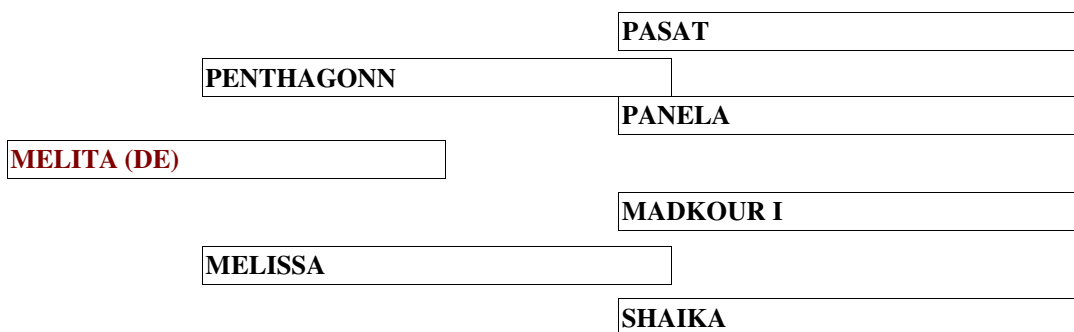 PASAT
PENTHAGONN
PANELA
MELITA (DE)
MADKOUR I
MELISSA
SHAIKA